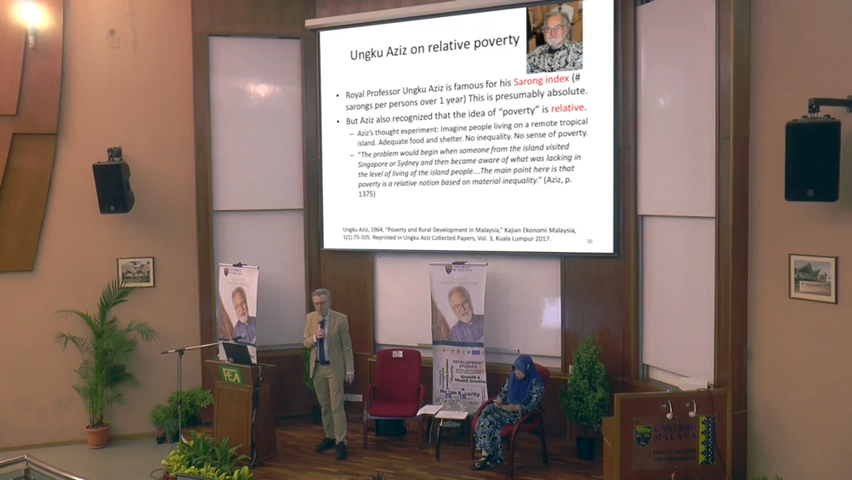 Ungku Aziz on relative poverty
• Royal Professor Ungku Aziz is famous for his Sarong index (#
sarongs per persons over 1 year) This is presumably absolute.
• But Aziz also recognized that the idea of "poverty" is relative.
– Aziz's thought experiment: Imagine people living on a remote tropical
island. Adequate food and shelter. No inequality. No sense of poverty.
– "The problem would begin when someone from the island visited
Singapore or Sydney and then became aware of what was lacking in
the level of living of the island people....The main point here is that
poverty is a relative notion based on material inequality." (Aziz, p.
1375)
Ungku Aziz, 1964, "Poverty and Rural Development in Malaysia," Kajian Ekonomi Malaysia,
1(1):75-105. Reprinted in Ungku Aziz Collected Papers, Vol. 3, Kuala Lumpur 2017.
36
DEVELOPMENT
STUDIES
Growth &
FEA
UNIVERSITI
MALAYA